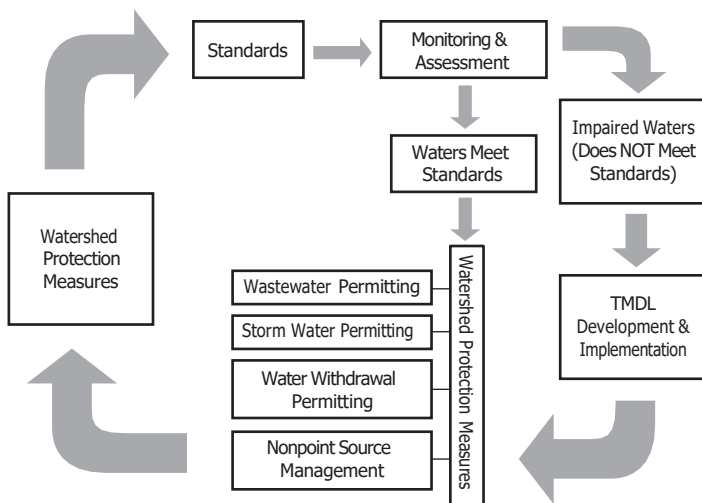 Standards
Monitoring &
Assessment
Impaired Waters
(Does NOT Meet
Standards)
Waters Meet
Standards
Watershed
Protection
Measures
TMDL
Development &
Implementation
Watershed Protection Measures
Wastewater Permitting
Storm Water Permitting
Water Withdrawal
Permitting
Nonpoint Source
Management